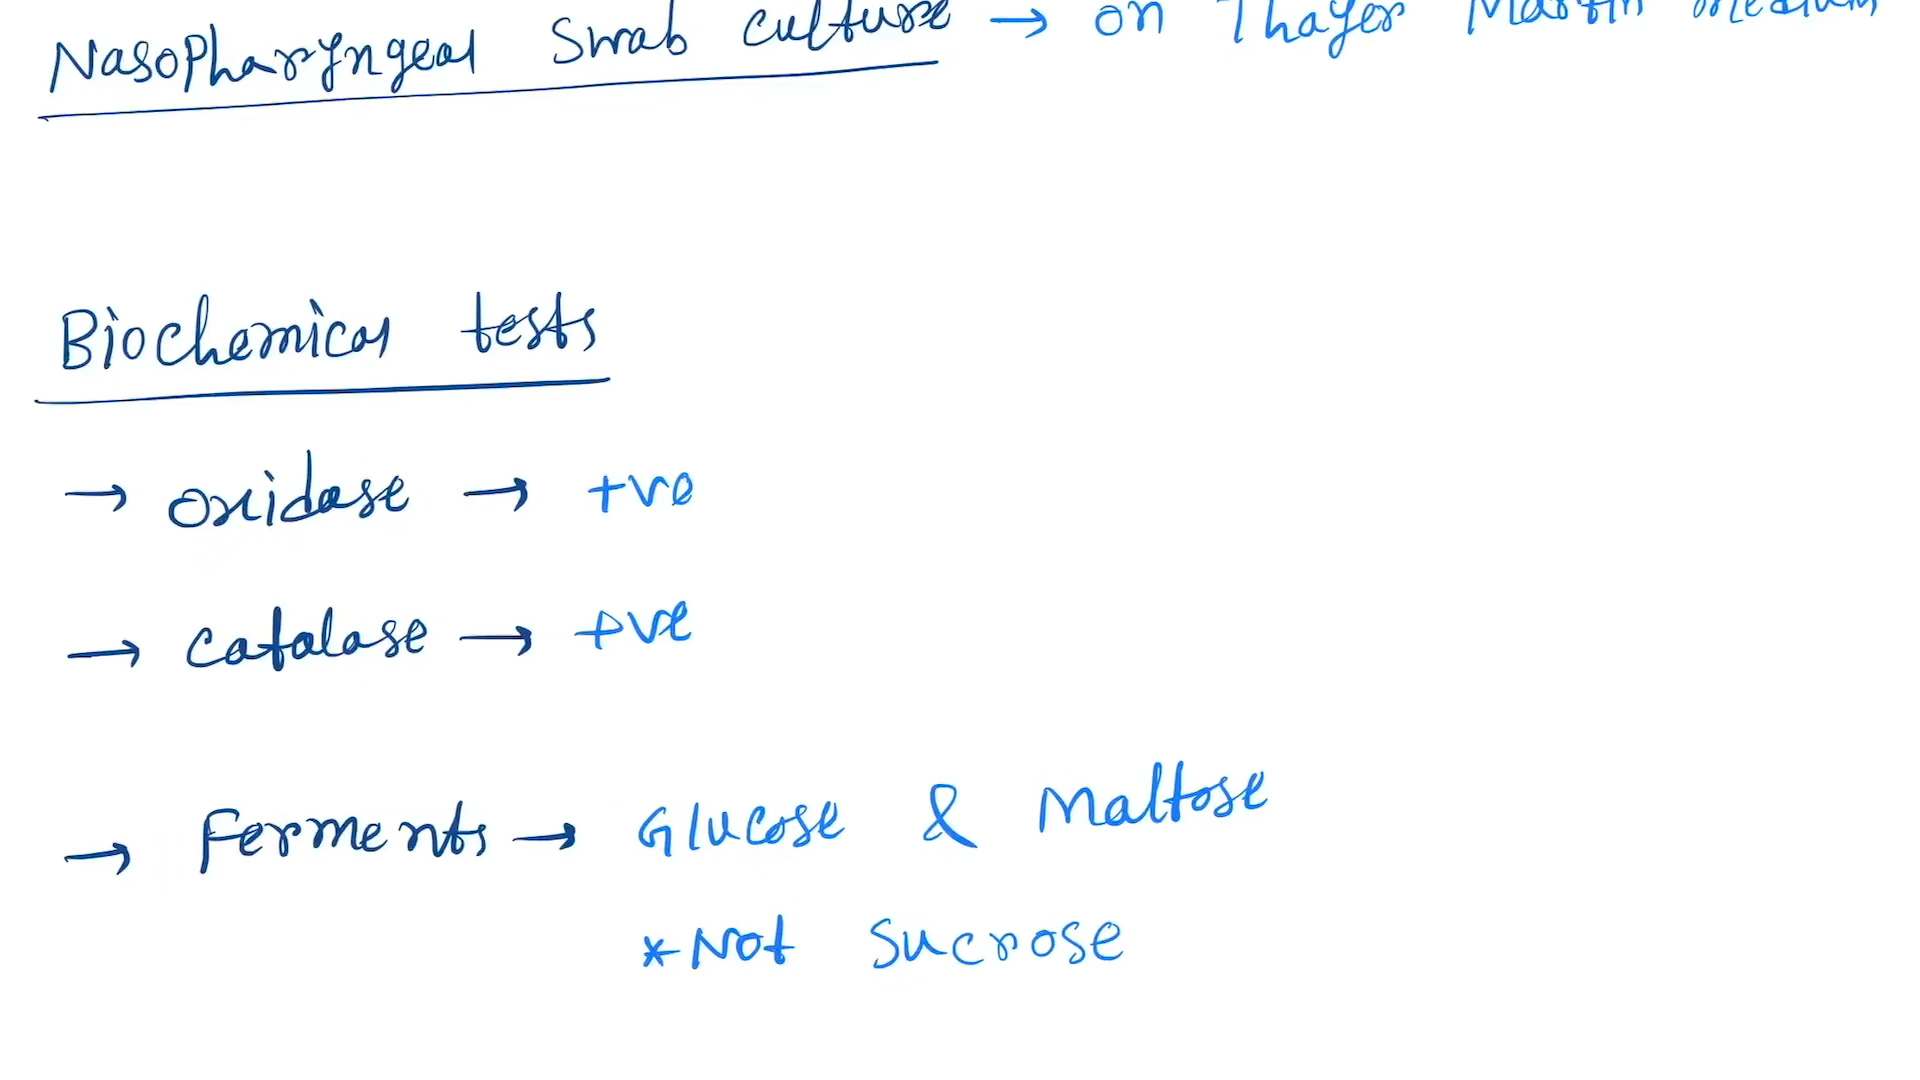 Nasopharyngeal Swab culture → on Thayer Martin medium
Biochemical tests
→ oxidase → +ve
→ catalase → +ve
→ Ferments → Glucose & Maltose
* Not Sucrose